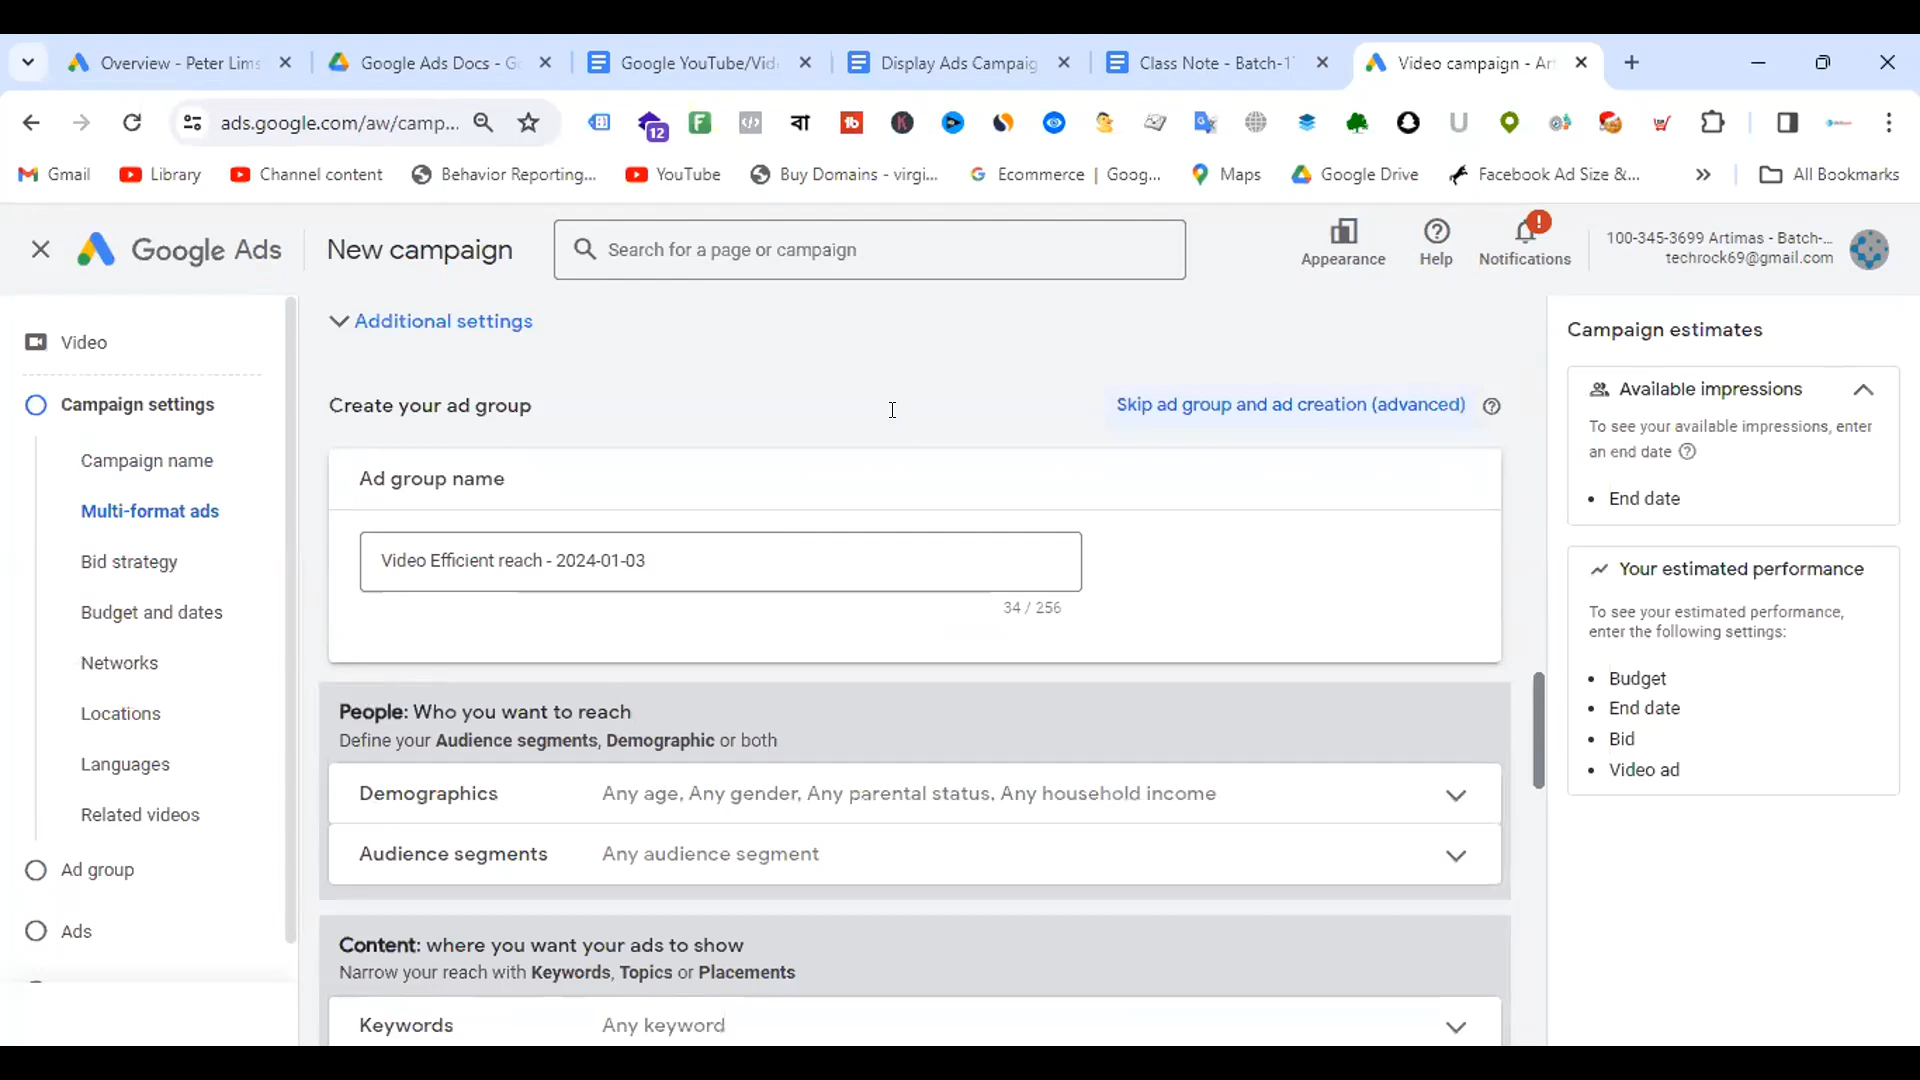 Overview - Peter Lims
Google Ads Docs - Go
Google YouTube/Vid
Display Ads Campaig
Class Note - Batch-1
Video campaign - Art
ads.google.com/aw/camp...
12
বা
Gmail
Library
Channel content
Behavior Reporting...
YouTube
Buy Domains - virgi...
Ecommerce | Goog...
Maps
Google Drive
Facebook Ad Size &...
All Bookmarks
Google Ads
New campaign
Search for a page or campaign
Appearance
Help
Notifications
100-345-3699 Artimas - Batch-...
techrock69@gmail.com
Video
Campaign settings
Campaign name
Multi-format ads
Bid strategy
Budget and dates
Networks
Locations
Languages
Related videos
Ad group
Ads
Additional settings
Create your ad group
Skip ad group and ad creation (advanced)
Ad group name
Video Efficient reach - 2024-01-03
34 / 256
People: Who you want to reach
Define your Audience segments, Demographic or both
Demographics Any age, Any gender, Any parental status, Any household income
Audience segments Any audience segment
Content: where you want your ads to show
Narrow your reach with Keywords, Topics or Placements
Keywords Any keyword
Campaign estimates
Available impressions
To see your available impressions, enter
an end date
• End date
Your estimated performance
To see your estimated performance,
enter the following settings:
• Budget
• End date
• Bid
• Video ad